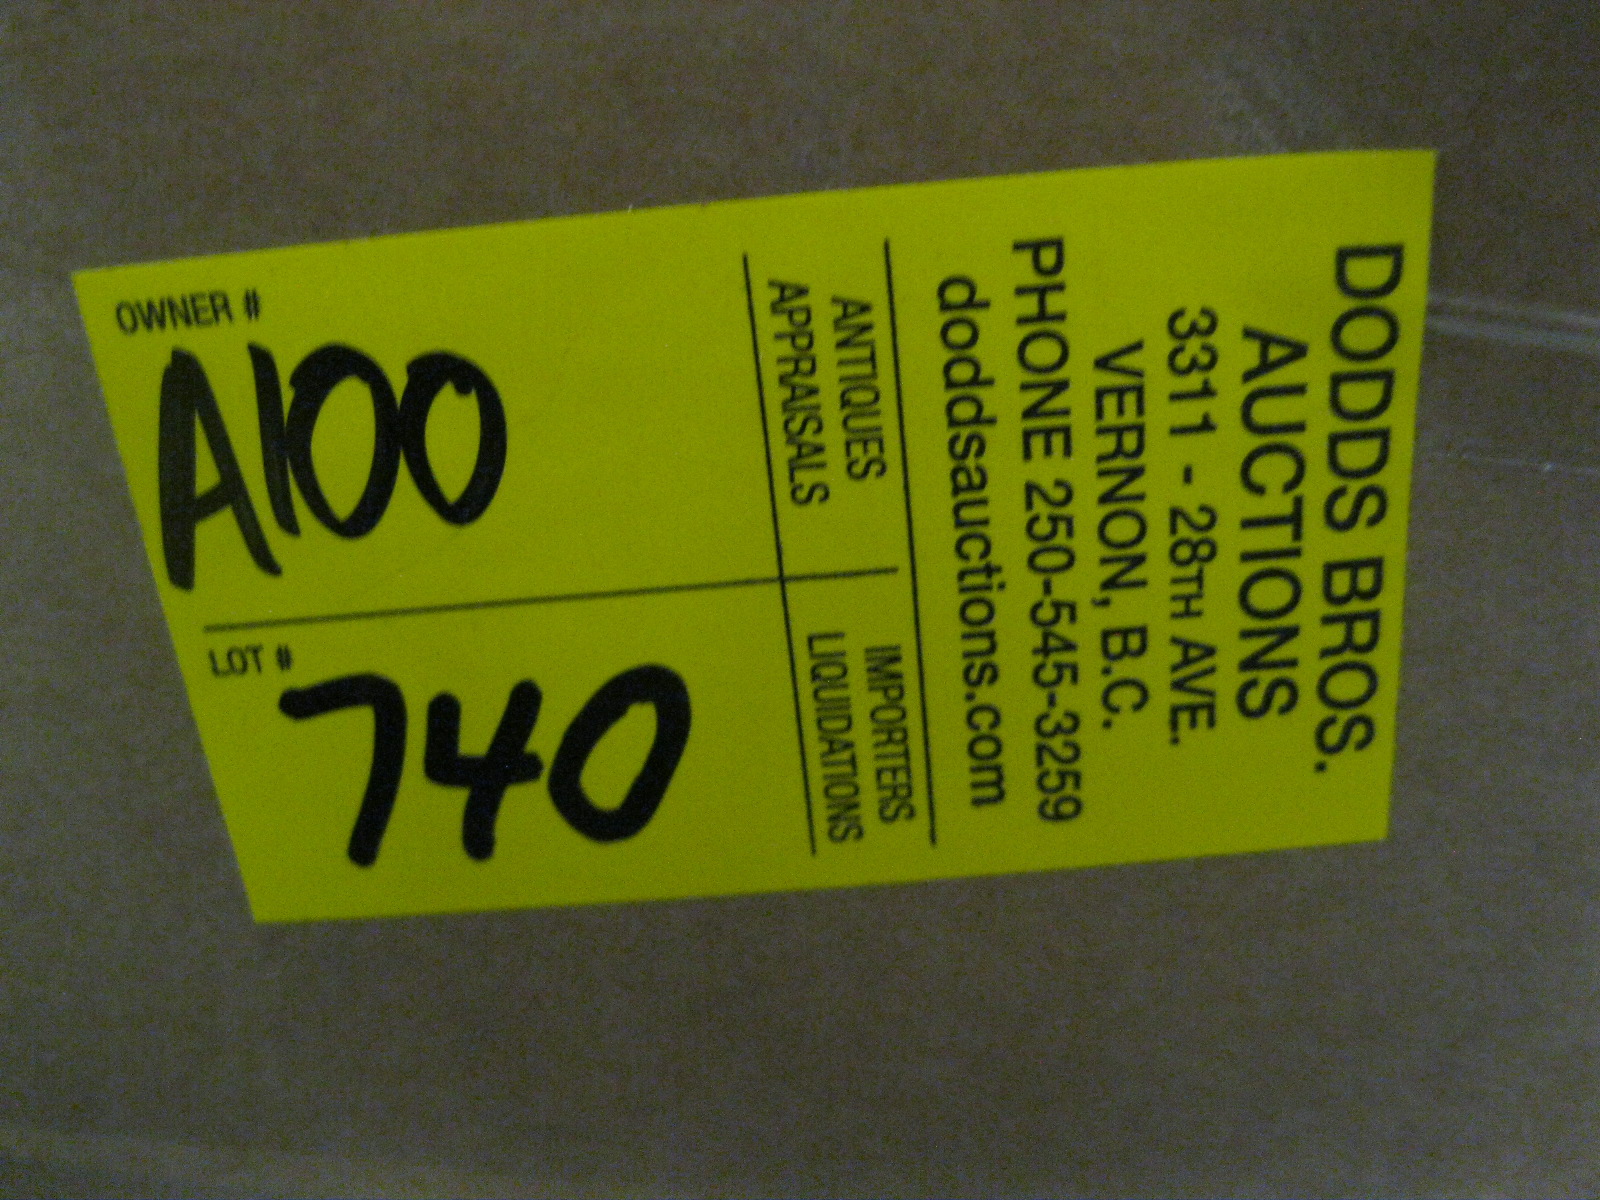 DODDS BROS.
AUCTIONS
3311 - 28TH AVE.
VERNON, B.C.
PHONE 250-545-3259
doddsauctions.com
ANTIQUES
APPRAISALS
IMPORTERS
LIQUIDATIONS
OWNER #
A100
LOT #
740